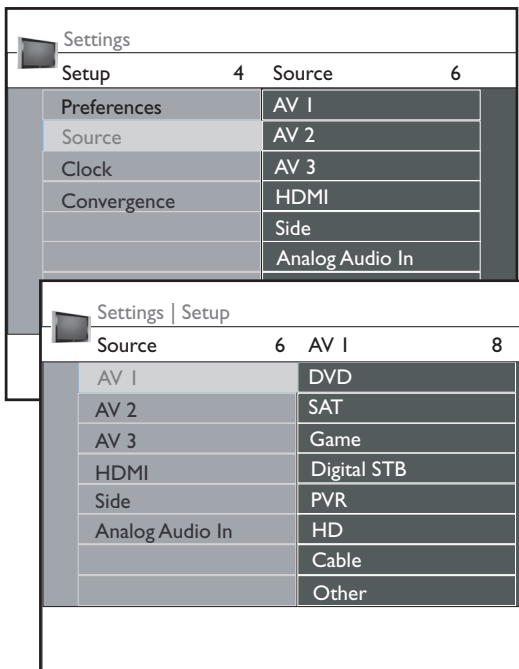 Settings
Setup 4 Source 6
Preferences AV 1
Source AV 2
Clock AV 3
Convergence HDMI
Side
Analog Audio In
Settings | Setup
Source 6 AV 1 8
AV 1 DVD
AV 2 SAT
AV 3 Game
HDMI Digital STB
Side PVR
Analog Audio In HD
Cable
Other